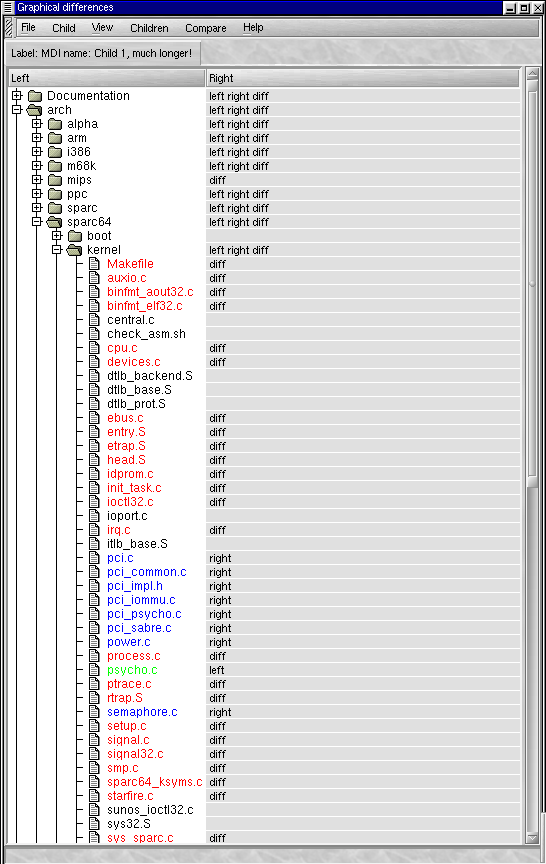 Graphical differences
File Child View Children Compare Help
Label: MDI name: Child 1, much longer!
Left Right
Documentation left right diff
arch left right diff
alpha left right diff
arm left right diff
i386 left right diff
m68k left right diff
mips diff
ppc left right diff
sparc left right diff
sparc64 left right diff
boot
kernel left right diff
Makefile diff
auxio.c diff
binfmt_aout32.c diff
binfmt_elf32.c diff
central.c
check_asm.sh
cpu.c diff
devices.c diff
dtlb_backend.S
dtlb_base.S
dtlb_prot.S
ebus.c diff
entry.S diff
etrap.S diff
head.S diff
idprom.c diff
init_task.c diff
ioctl32.c diff
ioport.c
irq.c diff
itlb_base.S
pci.c right
pci_common.c right
pci_impl.h right
pci_iommu.c right
pci_psycho.c right
pci_sabre.c right
power.c right
process.c diff
psycho.c left
ptrace.c diff
rtrap.S diff
semaphore.c right
setup.c diff
signal.c diff
signal32.c diff
smp.c diff
sparc64_ksyms.c diff
starfire.c diff
sunos_ioctl32.c
sys32.S
sys_sparc.c diff